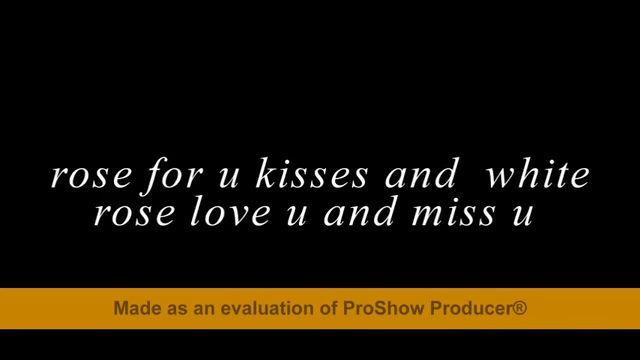 rose for u kisses and  white
rose love u and miss u
Made as an evaluation of ProShow Producer®